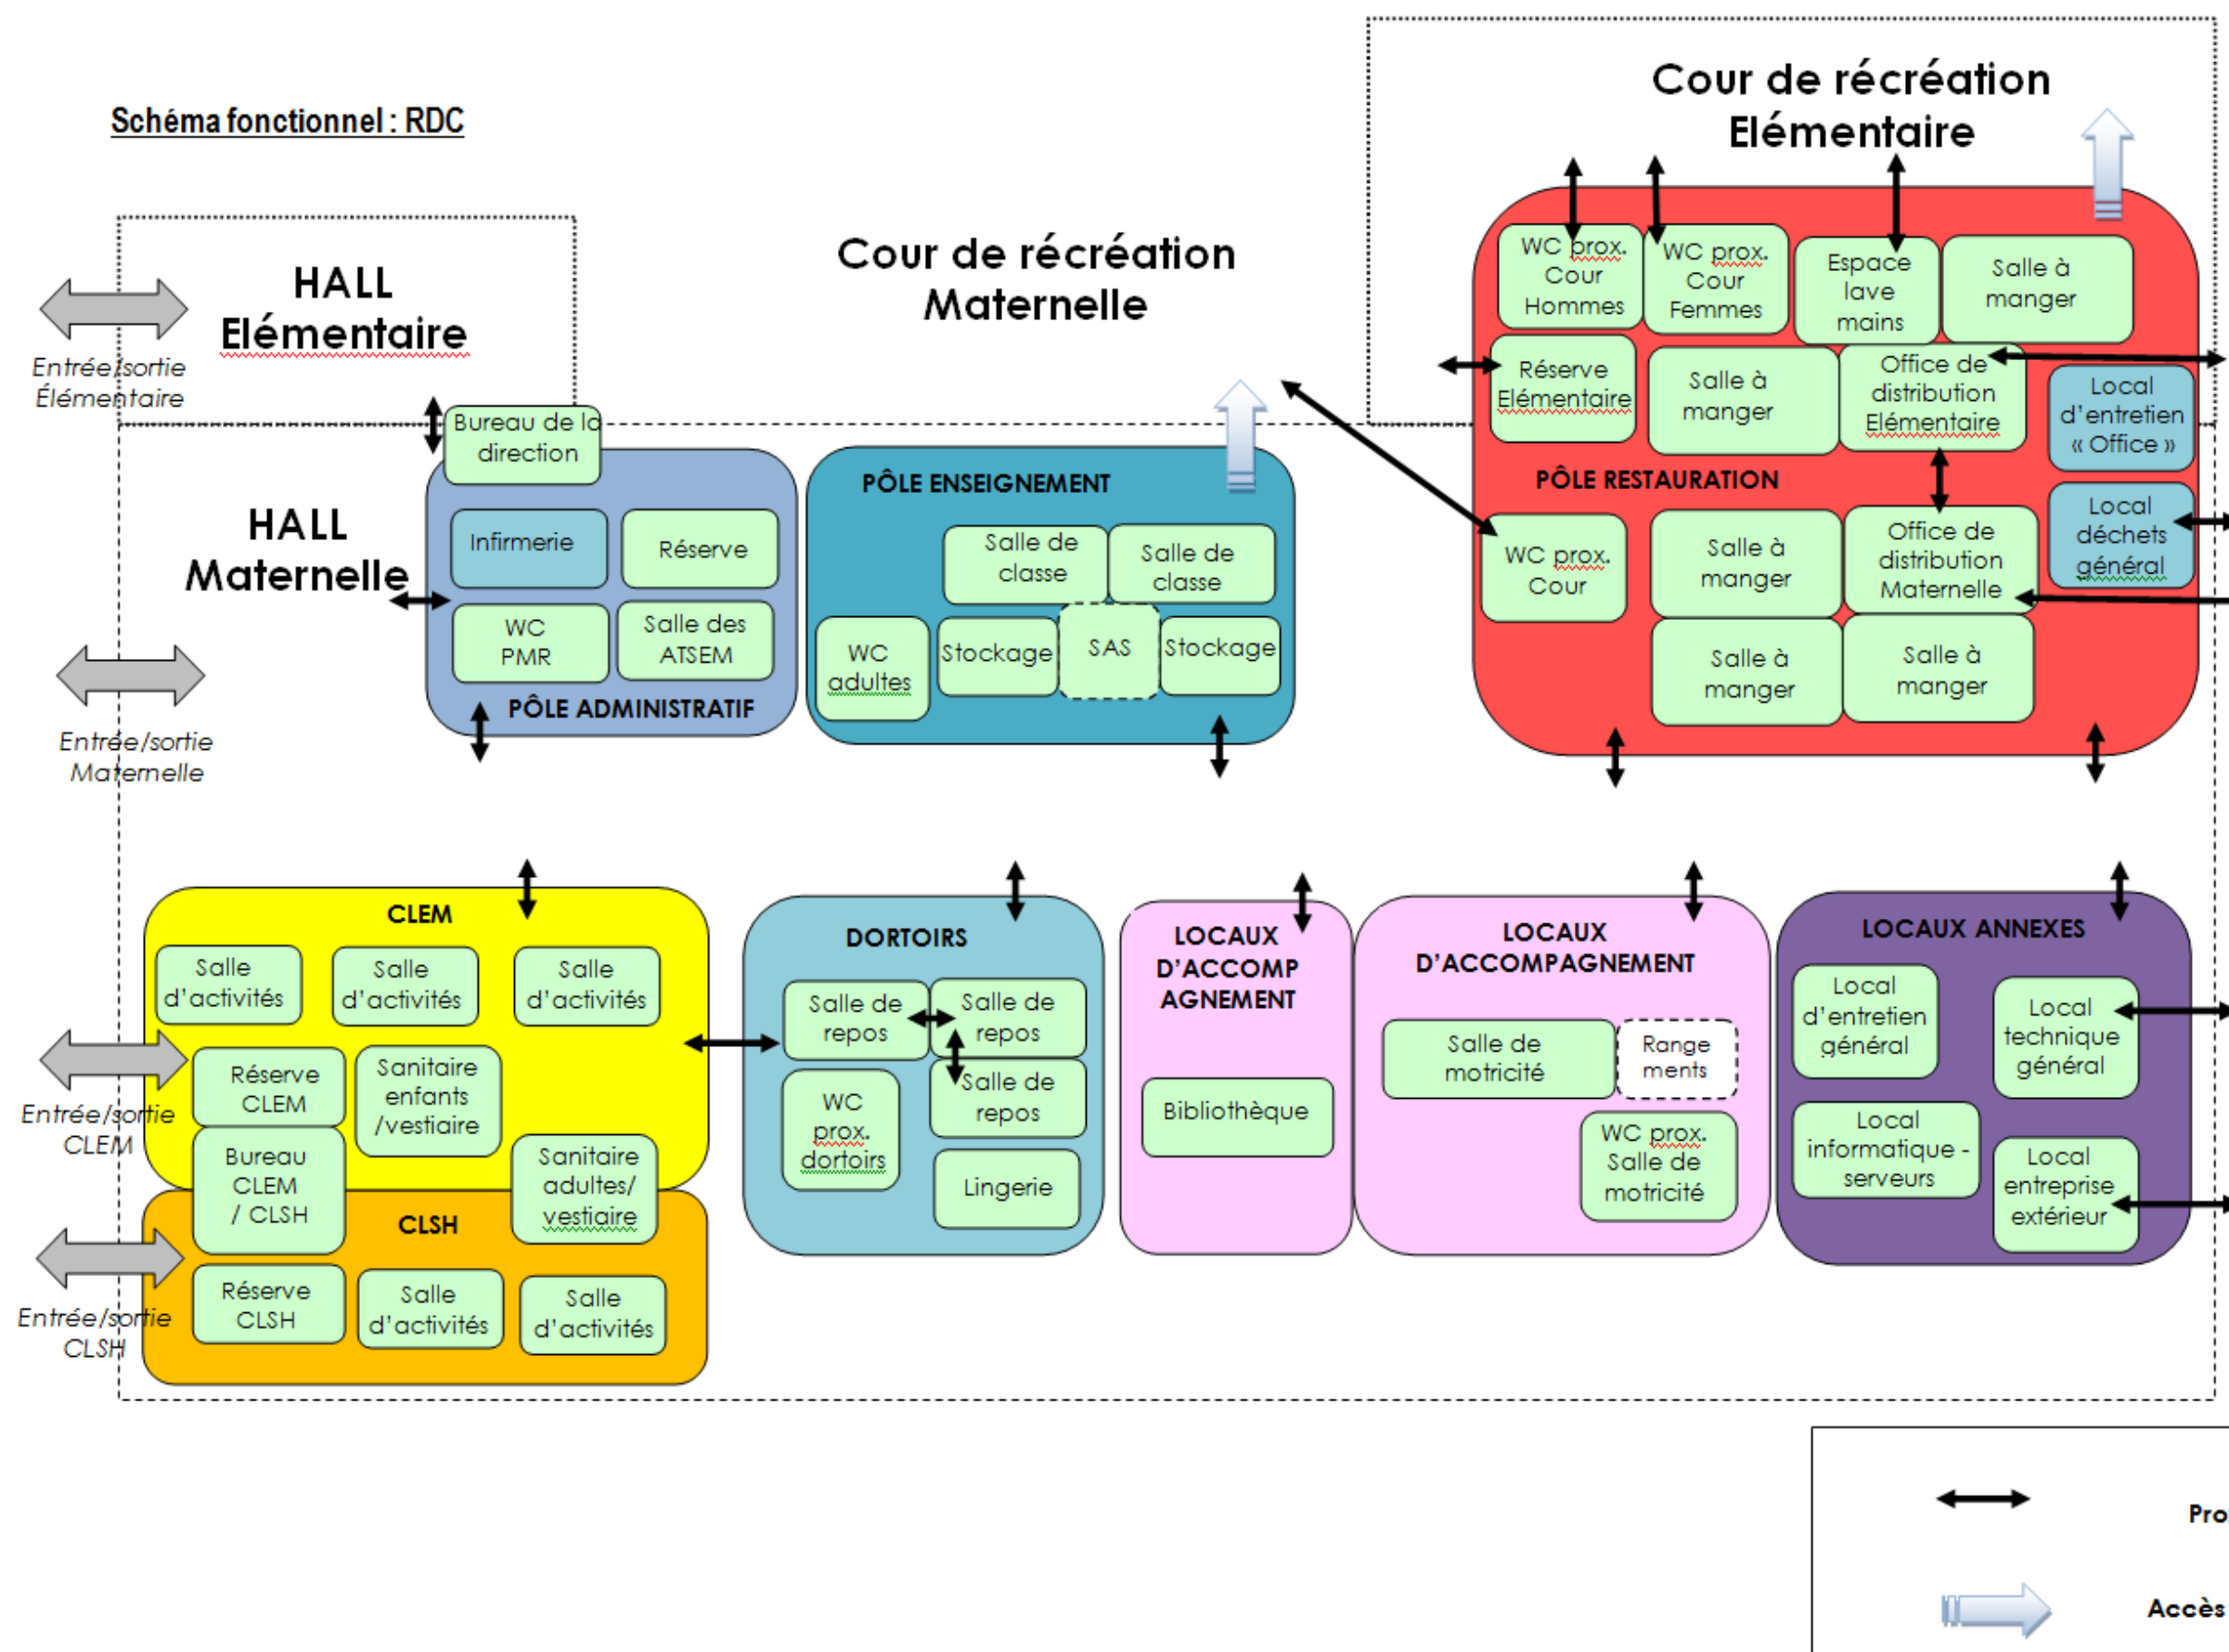 Schéma fonctionnel : RDC
Cour de récréation
Elémentaire
HALL
Elémentaire
Entrée/sortie
Élémentaire
Cour de récréation
Maternelle
HALL
Maternelle
Entrée/sortie
Maternelle
Bureau de la
direction
Infirmerie
Réserve
WC
PMR
Salle des
ATSEM
PÔLE ADMINISTRATIF
PÔLE ENSEIGNEMENT
Salle de
classe
Salle de
classe
WC
adultes
Stockage
SAS
Stockage
WC prox.
Cour
Hommes
WC prox.
Cour
Femmes
Espace
lave
mains
Salle à
manger
Réserve
Elémentaire
Salle à
manger
Office de
distribution
Elémentaire
Local
d'entretien
« Office »
PÔLE RESTAURATION
WC prox.
Cour
Salle à
manger
Office de
distribution
Maternelle
Local
déchets
général
Salle à
manger
Salle à
manger
CLEM
Salle
d'activités
Salle
d'activités
Salle
d'activités
Entrée/sortie
CLEM
Réserve
CLEM
Sanitaire
enfants
/vestiaire
Bureau
CLEM
/ CLSH
Sanitaire
adultes/
vestiaire
CLSH
Entrée/sortie
CLSH
Réserve
CLSH
Salle
d'activités
Salle
d'activités
DORTOIRS
Salle de
repos
Salle de
repos
WC
prox.
dortoirs
Salle de
repos
Lingerie
LOCAUX
D'ACCOMP
AGNEMENT
Bibliothèque
LOCAUX
D'ACCOMPAGNEMENT
Salle de
motricité
Range
ments
WC prox.
Salle de
motricité
LOCAUX ANNEXES
Local
d'entretien
général
Local
technique
général
Local
informatique -
serveurs
Local
entreprise
extérieur
Accès